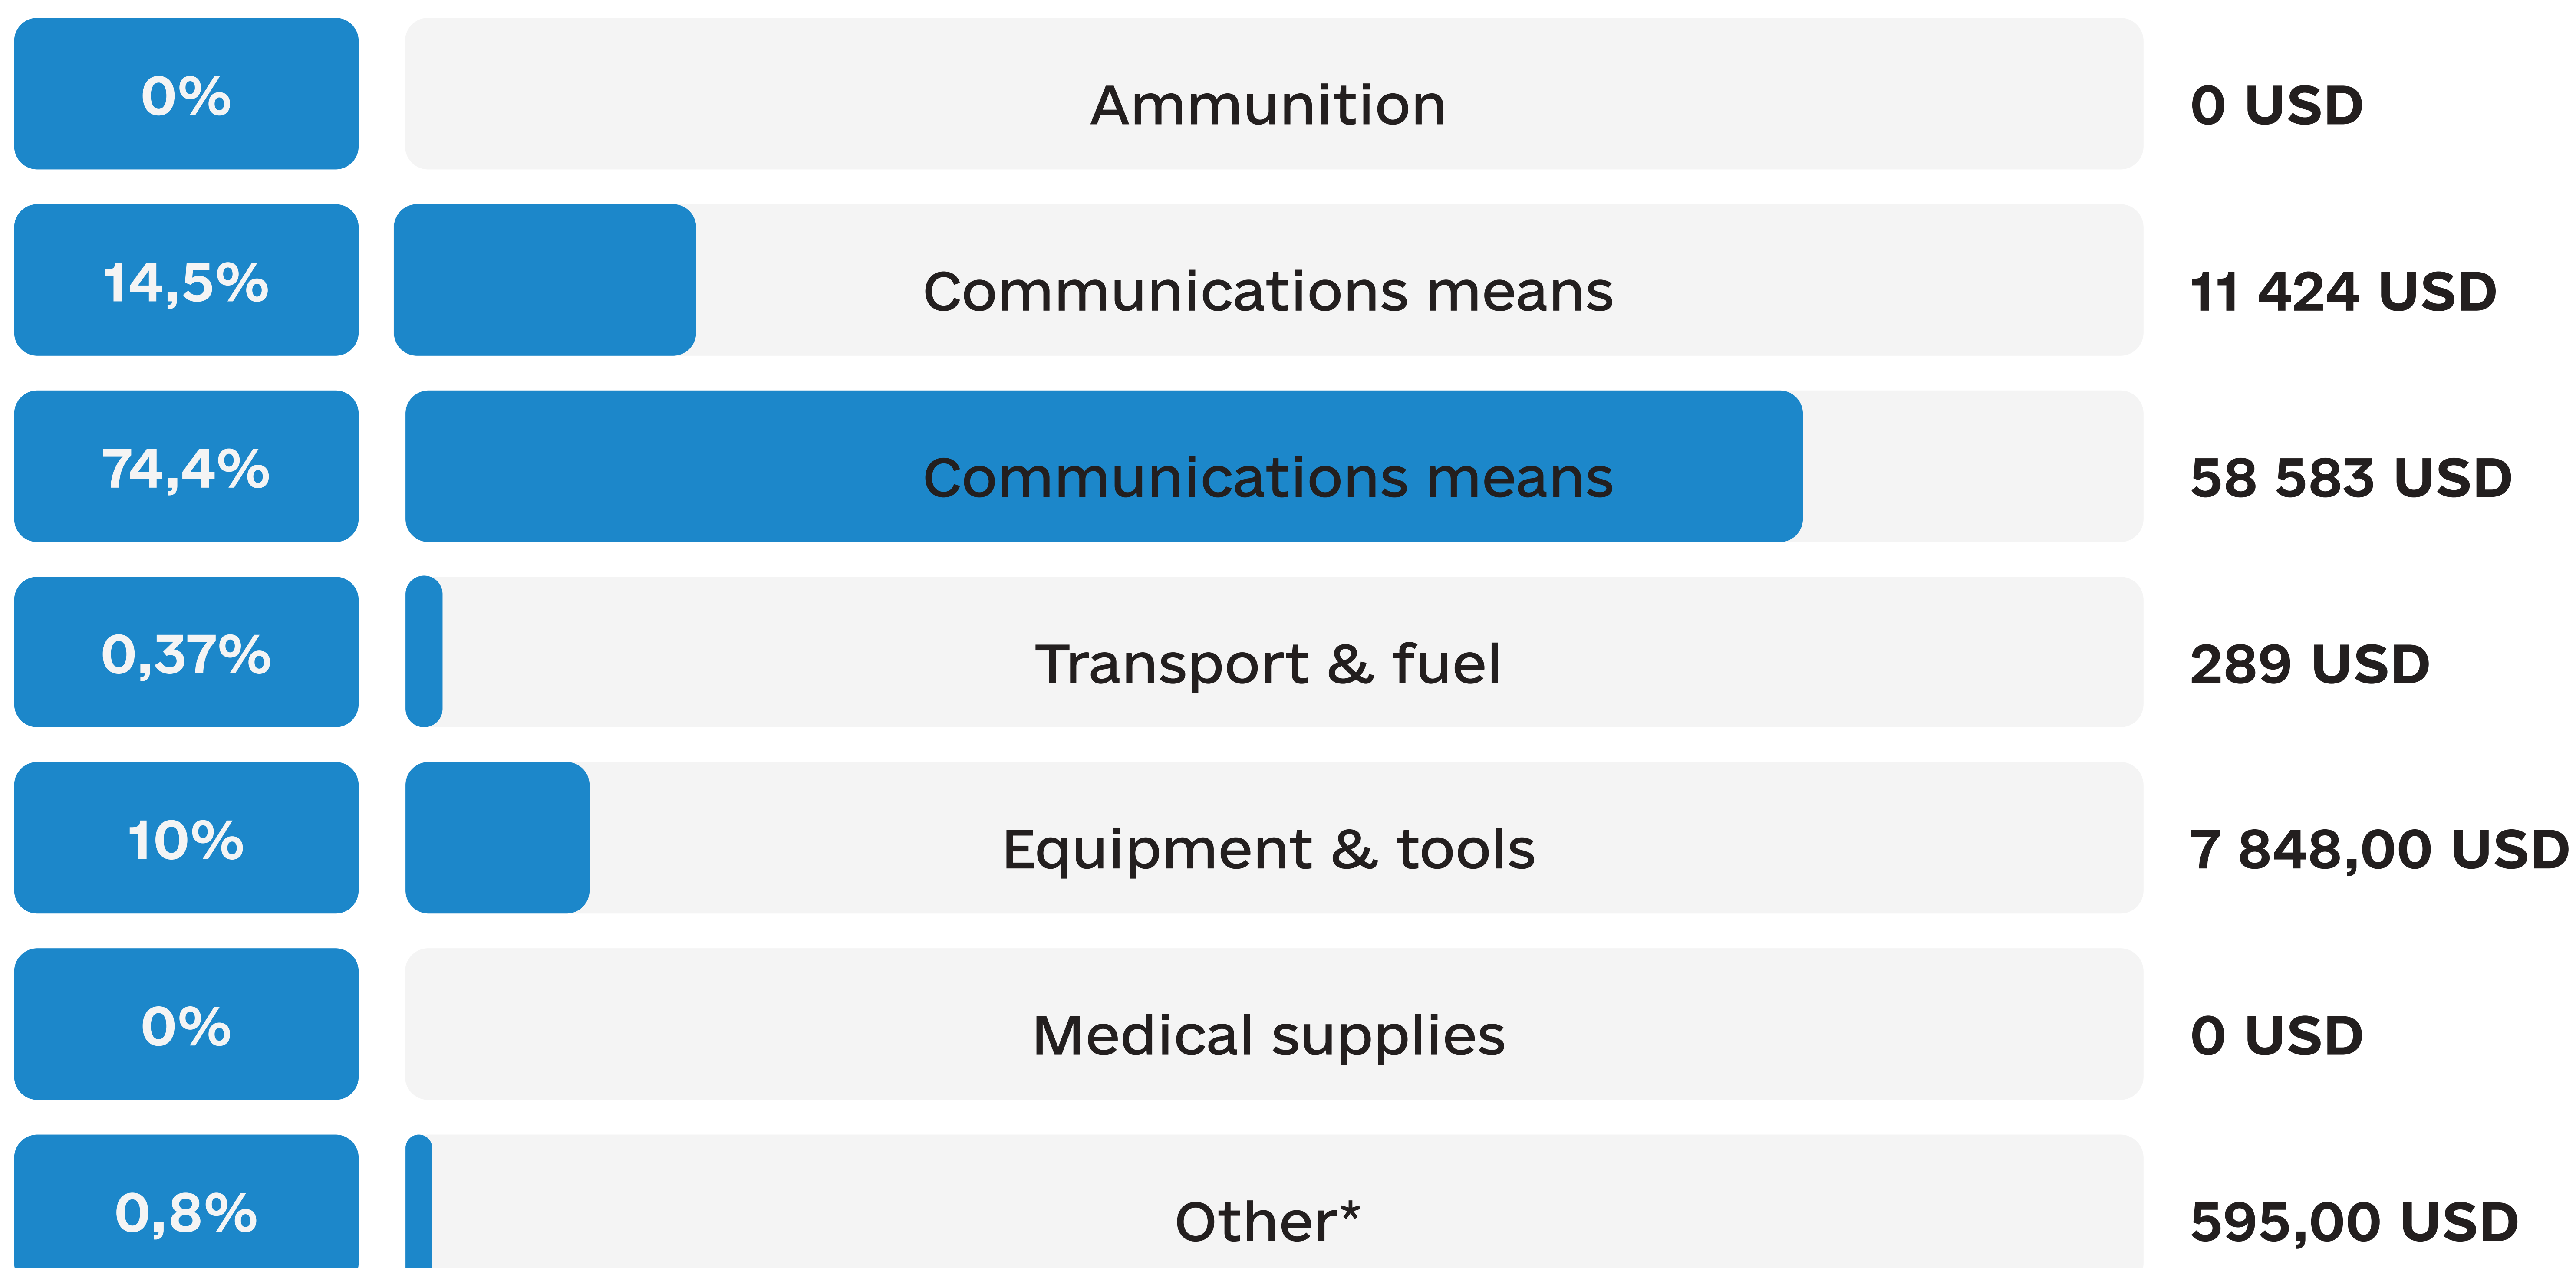 0% Ammunition 0 USD
14,5% Communications means 11 424 USD
74,4% Communications means 58 583 USD
0,37% Transport & fuel 289 USD
10% Equipment & tools 7 848,00 USD
0% Medical supplies 0 USD
0,8% Other* 595,00 USD